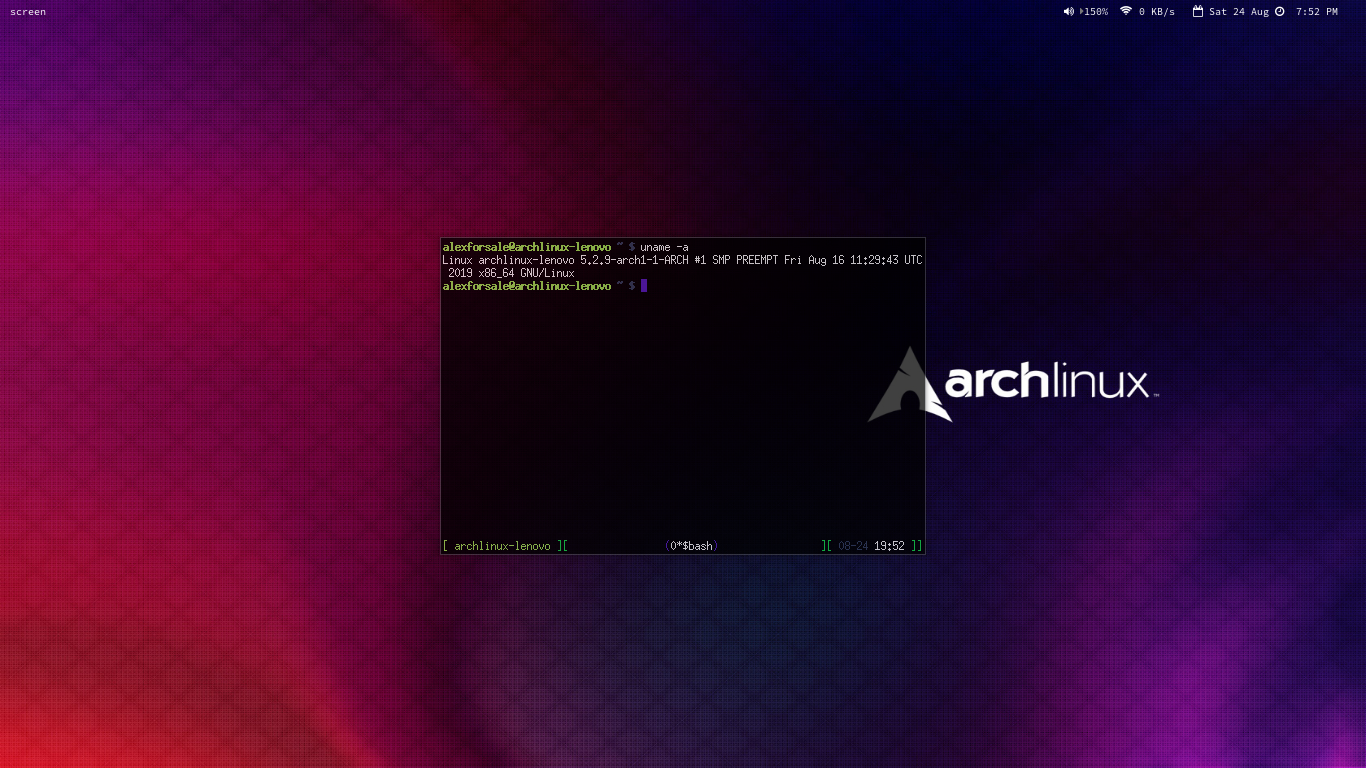 screen
150% 0 KB/s Sat 24 Aug 7:52 PM
alexforsale@archlinux-lenovo ~ $ uname -a
Linux archlinux-lenovo 5.2.9-arch1-1-ARCH #1 SMP PREEMPT Fri Aug 16 11:29:43 UTC
2019 x86_64 GNU/Linux
alexforsale@archlinux-lenovo ~ $
archlinux™
[ archlinux-lenovo ][ (0*$bash) ][ 08-24 19:52 ]]